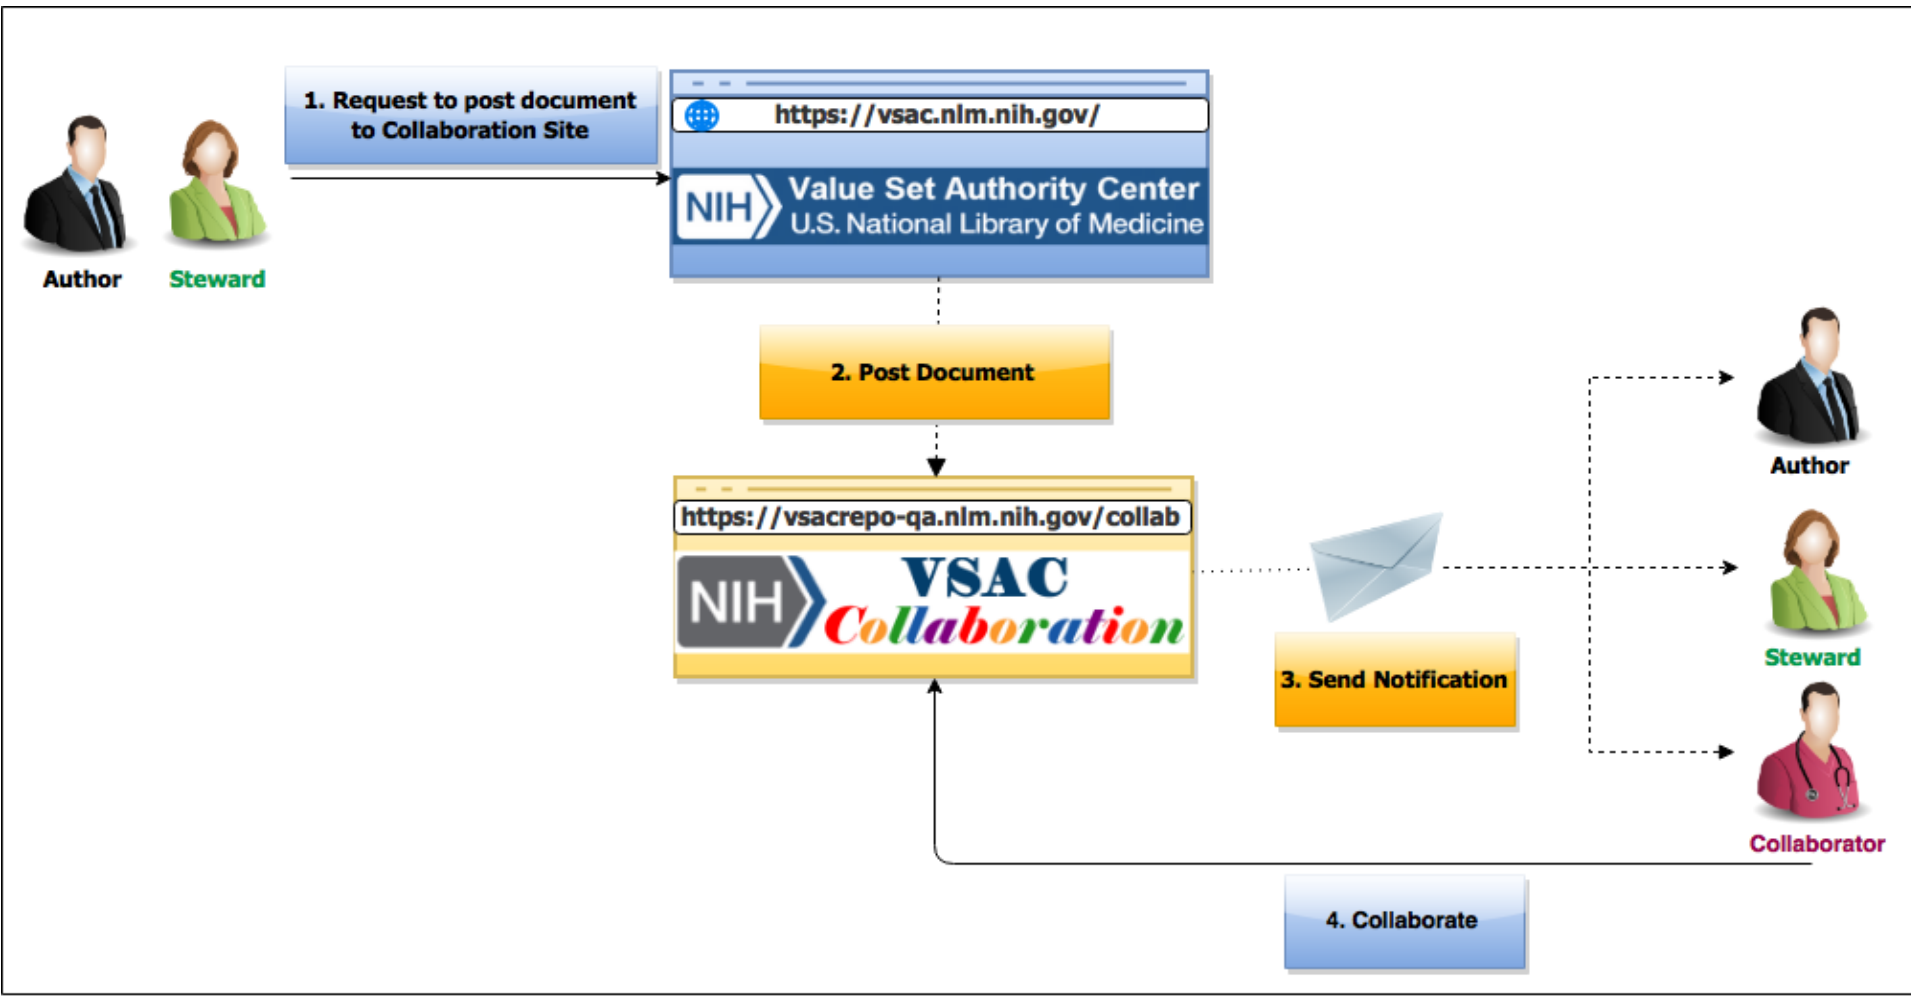 1. Request to post document
to Collaboration Site
https://vsac.nlm.nih.gov/
NIH
Value Set Authority Center
U.S. National Library of Medicine
Author
Steward
2. Post Document
https://vsacrepo-qa.nlm.nih.gov/collab
NIH
VSAC
Collaboration
3. Send Notification
Author
Steward
Collaborator
4. Collaborate